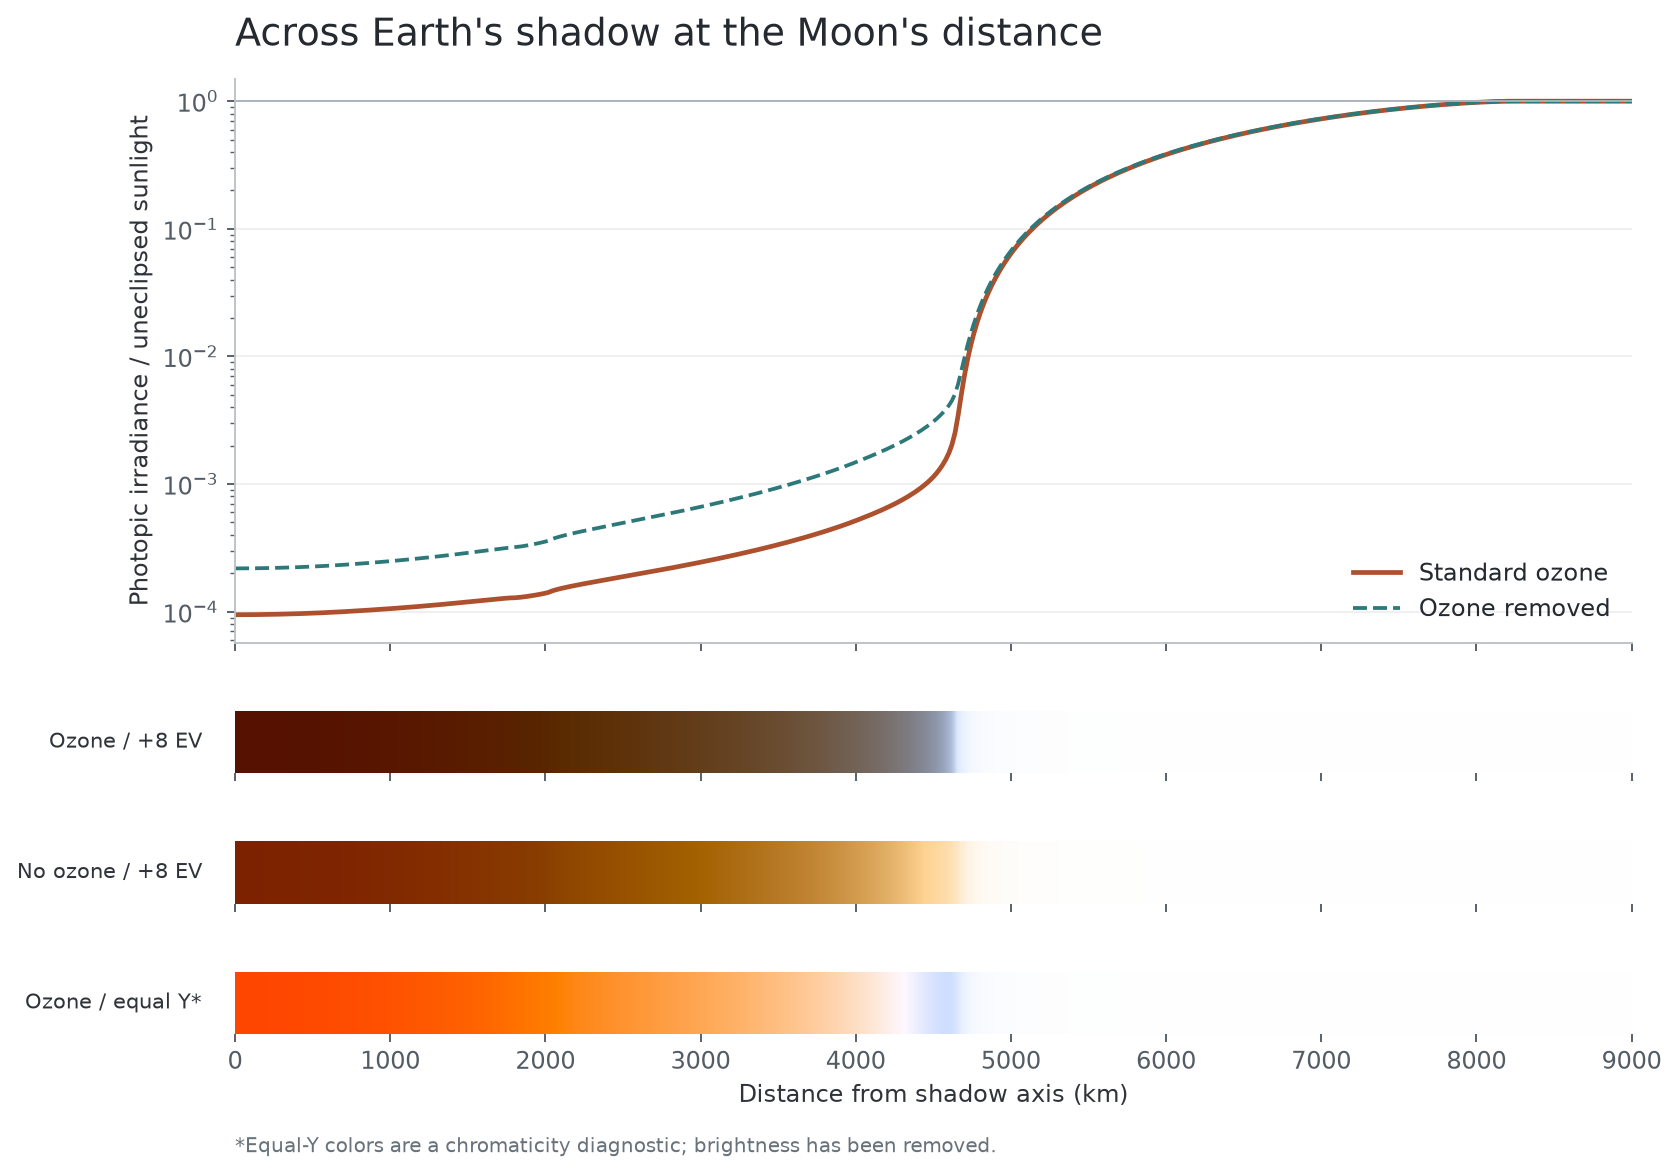 Across Earth's shadow at the Moon's distance
Photopic irradiance / uneclipsed sunlight
10⁰
10⁻¹
10⁻²
10⁻³
10⁻⁴
Standard ozone
Ozone removed
Ozone / +8 EV
No ozone / +8 EV
Ozone / equal Y*
0 1000 2000 3000 4000 5000 6000 7000 8000 9000
Distance from shadow axis (km)
*Equal-Y colors are a chromaticity diagnostic; brightness has been removed.